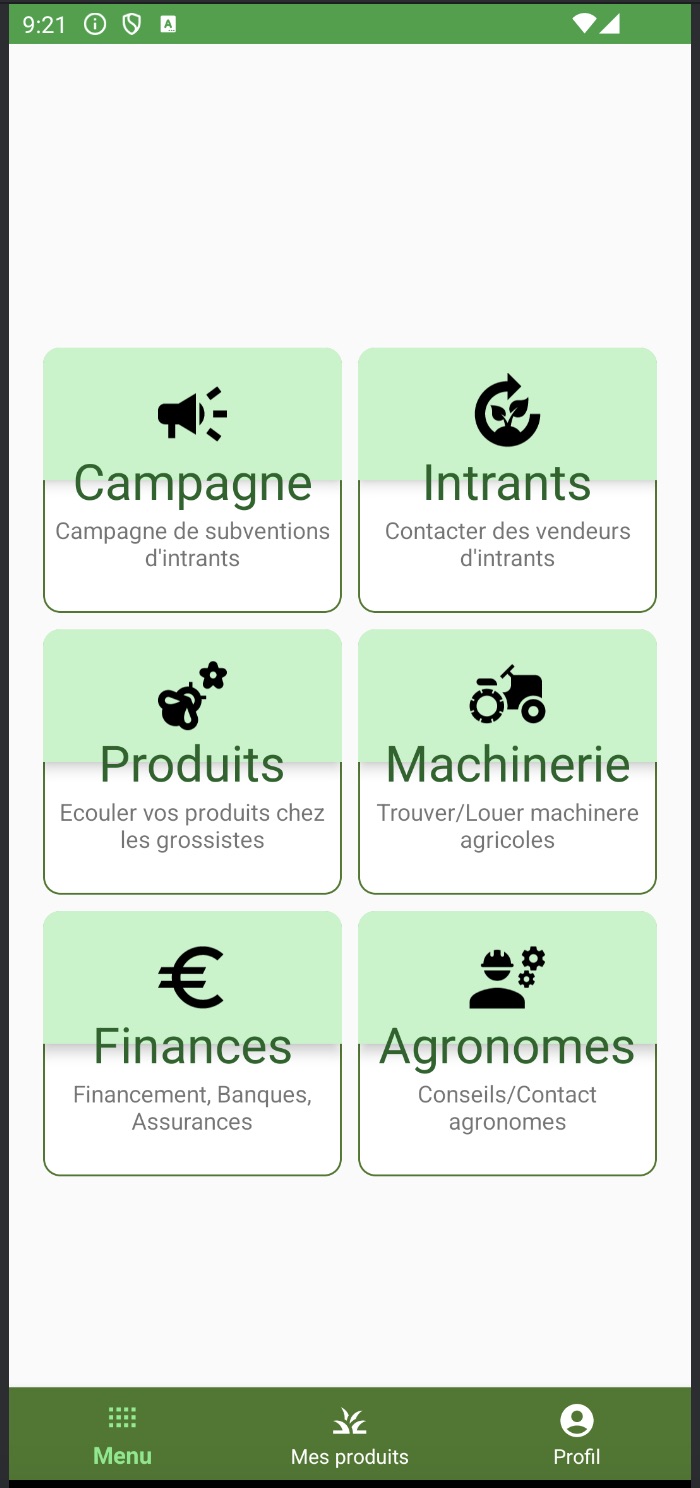 9:21
Campagne
Campagne de subventions
d'intrants
Intrants
Contacter des vendeurs
d'intrants
Produits
Ecouler vos produits chez
les grossistes
Machinerie
Trouver/Louer machinere
agricoles
Finances
Financement, Banques,
Assurances
Agronomes
Conseils/Contact
agronomes
Menu
Mes produits
Profil